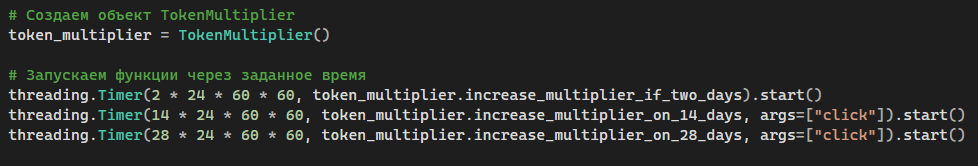 # Создаем объект TokenMultiplier
token_multiplier = TokenMultiplier()
# Запускаем функции через заданное время
threading.Timer(2 * 24 * 60 * 60, token_multiplier.increase_multiplier_if_two_days).start()
threading.Timer(14 * 24 * 60 * 60, token_multiplier.increase_multiplier_on_14_days, args=["click"]).start()
threading.Timer(28 * 24 * 60 * 60, token_multiplier.increase_multiplier_on_28_days, args=["click"]).start()